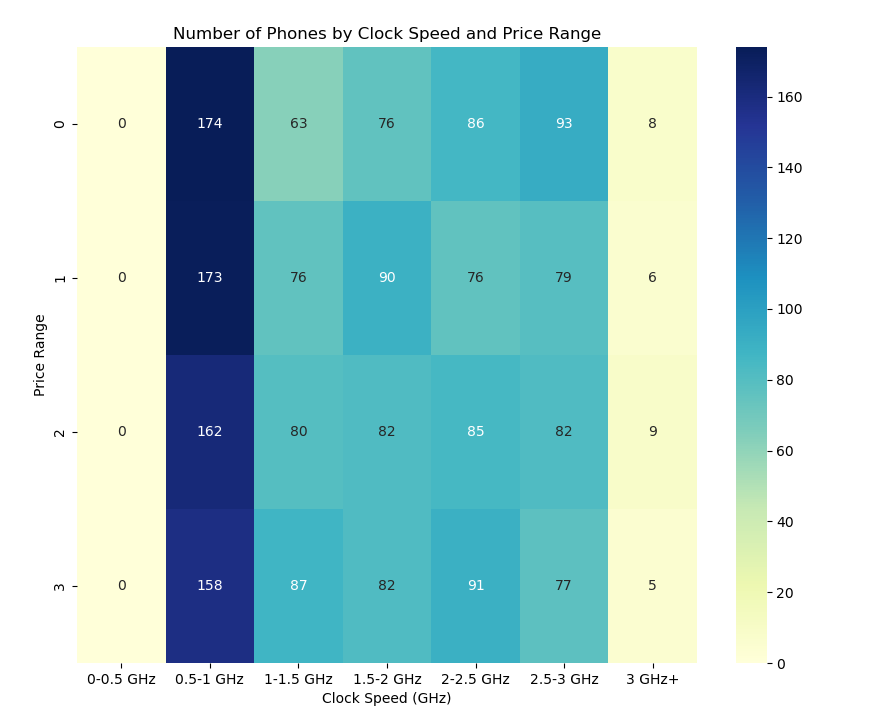 Number of Phones by Clock Speed and Price Range
0 0 174 63 76 86 93 8
1 0 173 76 90 76 79 6
2 0 162 80 82 85 82 9
3 0 158 87 82 91 77 5
Price Range
0-0.5 GHz 0.5-1 GHz 1-1.5 GHz 1.5-2 GHz 2-2.5 GHz 2.5-3 GHz 3 GHz+
Clock Speed (GHz)
160
140
120
100
80
60
40
20
0